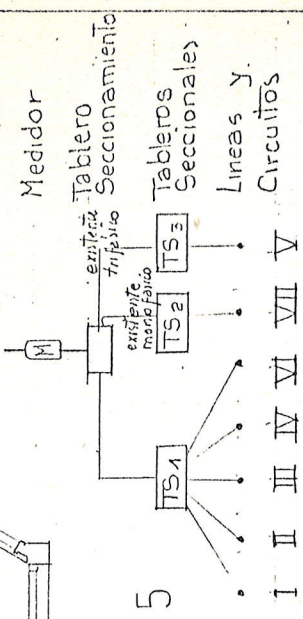 Medidor
M
Tablero
Seccionamiento
existente
trifásico
existente
monofásico
Tableros
Seccionales
TS1
TS2
TS3
Lineas y.
Circuitos
I II III IV VI VII V
5